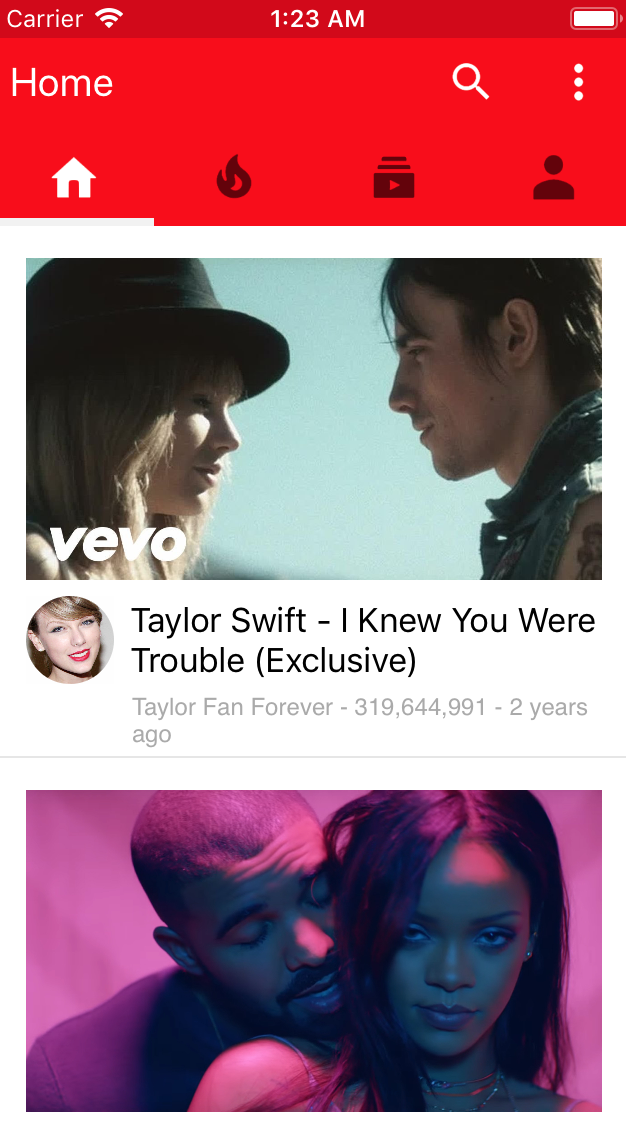 Carrier 1:23 AM
Home
vevo
Taylor Swift - I Knew You Were
Trouble (Exclusive)
Taylor Fan Forever - 319,644,991 - 2 years
ago